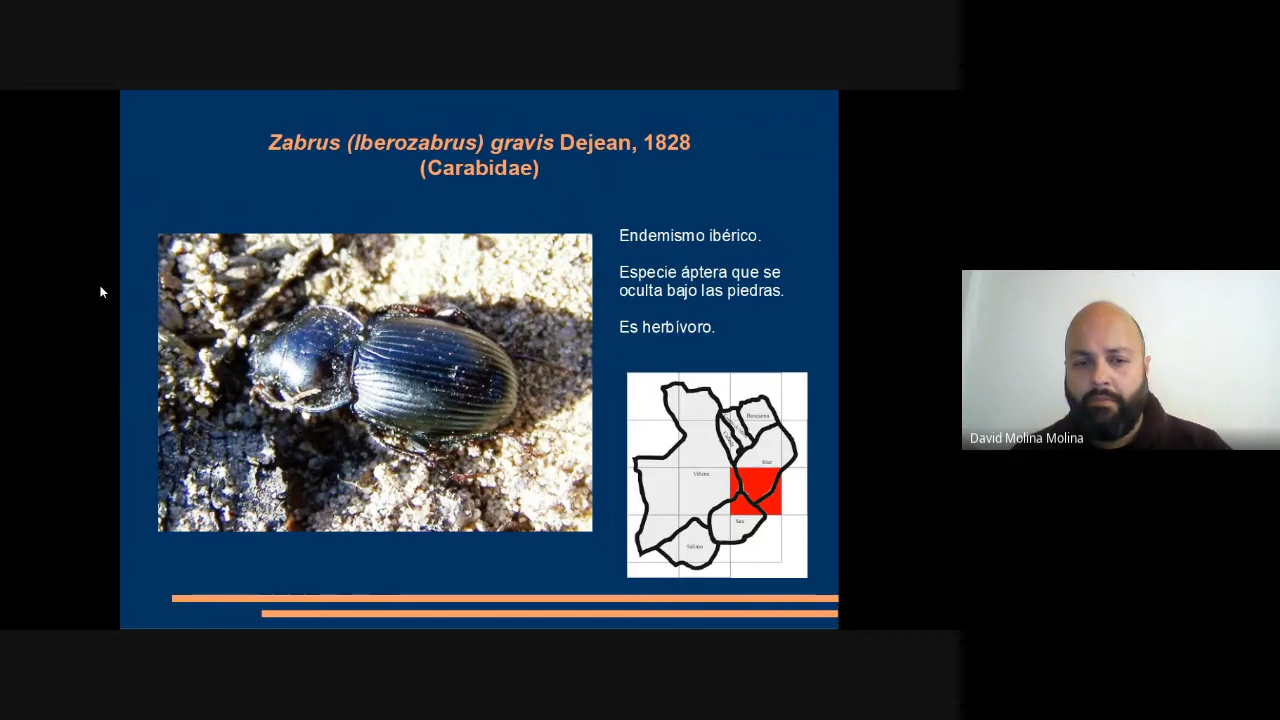 Zabrus (Iberozabrus) gravis Dejean, 1828
(Carabidae)
Endemismo ibérico.
Especie áptera que se
oculta bajo las piedras.
Es herbívoro.
Beneixama
Biar
Villena
Sax
Salinas
David Molina Molina